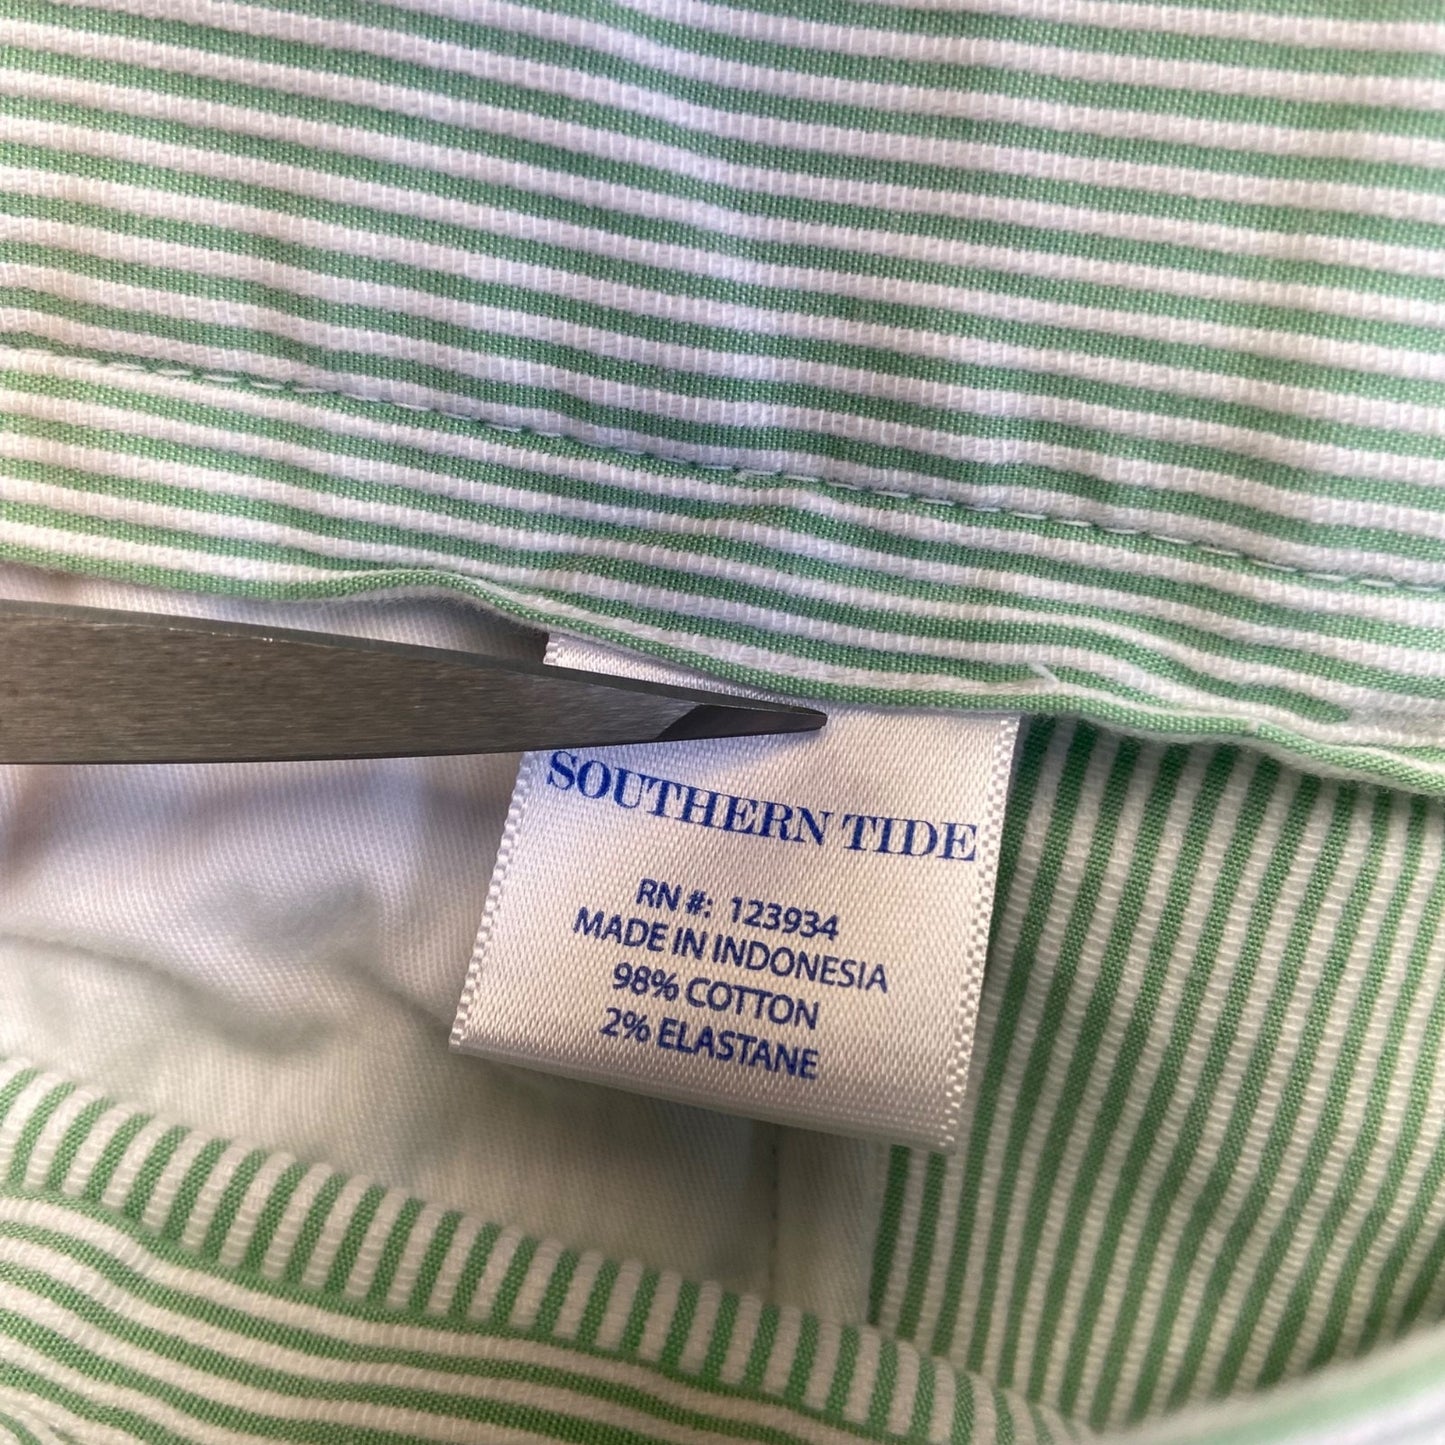 SOUTHERN TIDE
RN #: 123934
MADE IN INDONESIA
98% COTTON
2% ELASTANE